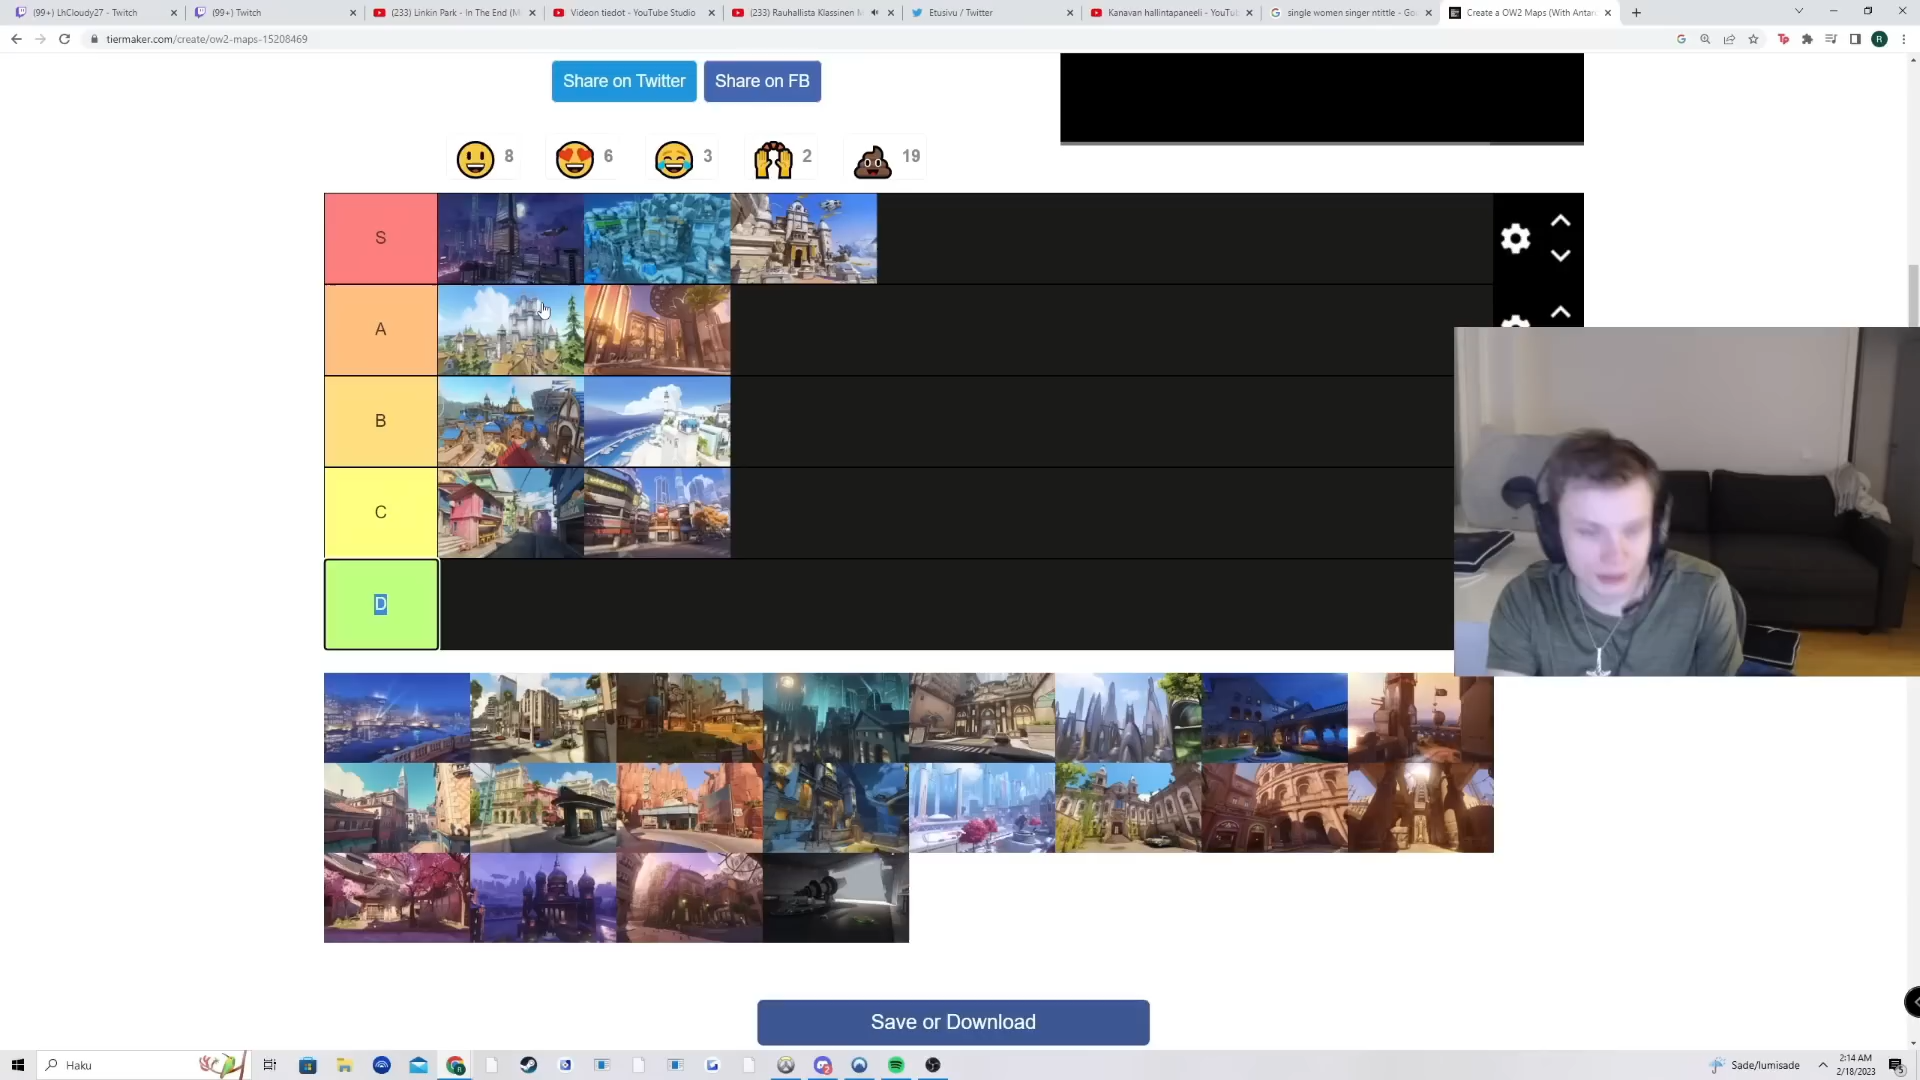 (99+) LhCloudy27 - Twitch
(99+) Twitch
(233) Linkin Park - In The End (M
Videon tiedot - YouTube Studio
(233) Rauhallista Klassinen M
Etusivu / Twitter
Kanavan hallintapaneeli - YouTu
single women singer ntittle - Go
Create a OW2 Maps (With Antar
tiermaker.com/create/ow2-maps-15208469
Share on Twitter
Share on FB
8
6
3
2
19
S
A
B
C
D
Save or Download
Haku
Sade/lumisade
2:14 AM
2/18/2023